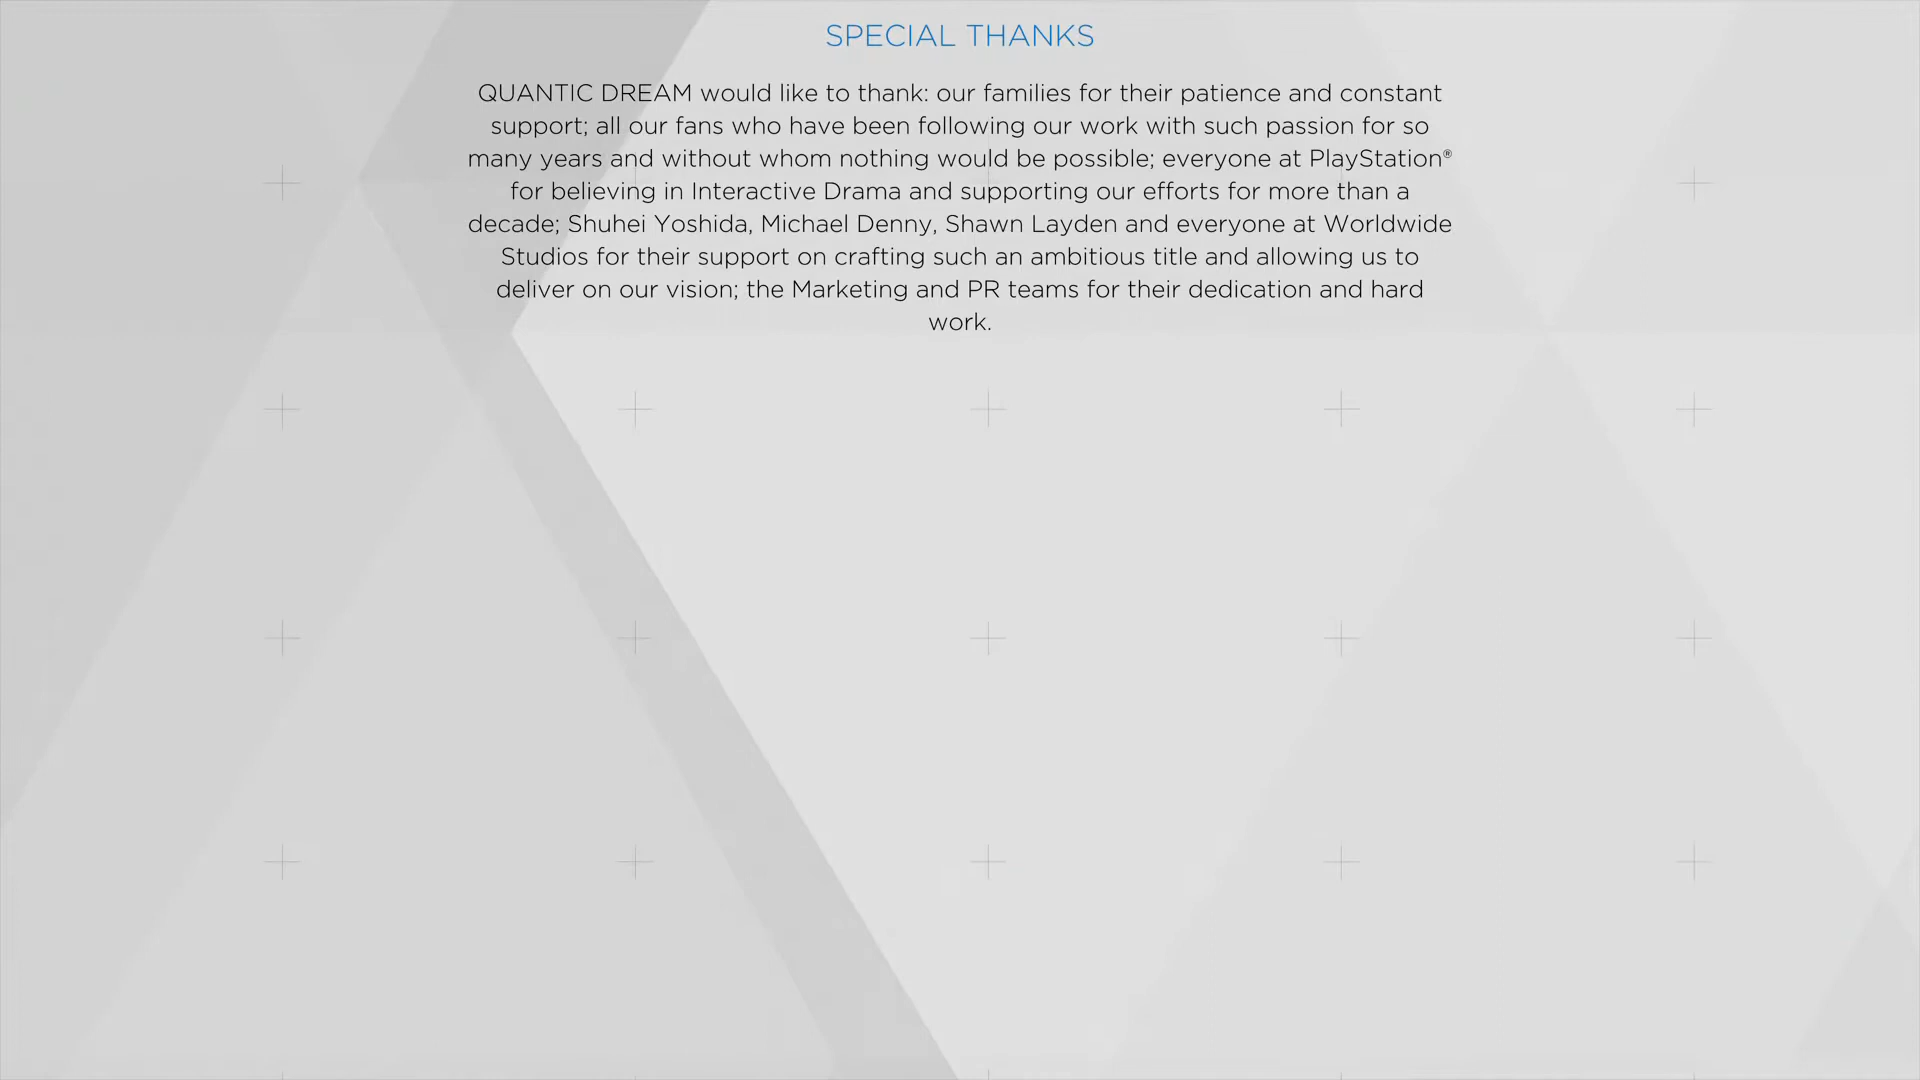 SPECIAL THANKS
QUANTIC DREAM would like to thank: our families for their patience and constant
support; all our fans who have been following our work with such passion for so
many years and without whom nothing would be possible; everyone at PlayStation®
for believing in Interactive Drama and supporting our efforts for more than a
decade; Shuhei Yoshida, Michael Denny, Shawn Layden and everyone at Worldwide
Studios for their support on crafting such an ambitious title and allowing us to
deliver on our vision; the Marketing and PR teams for their dedication and hard
work.